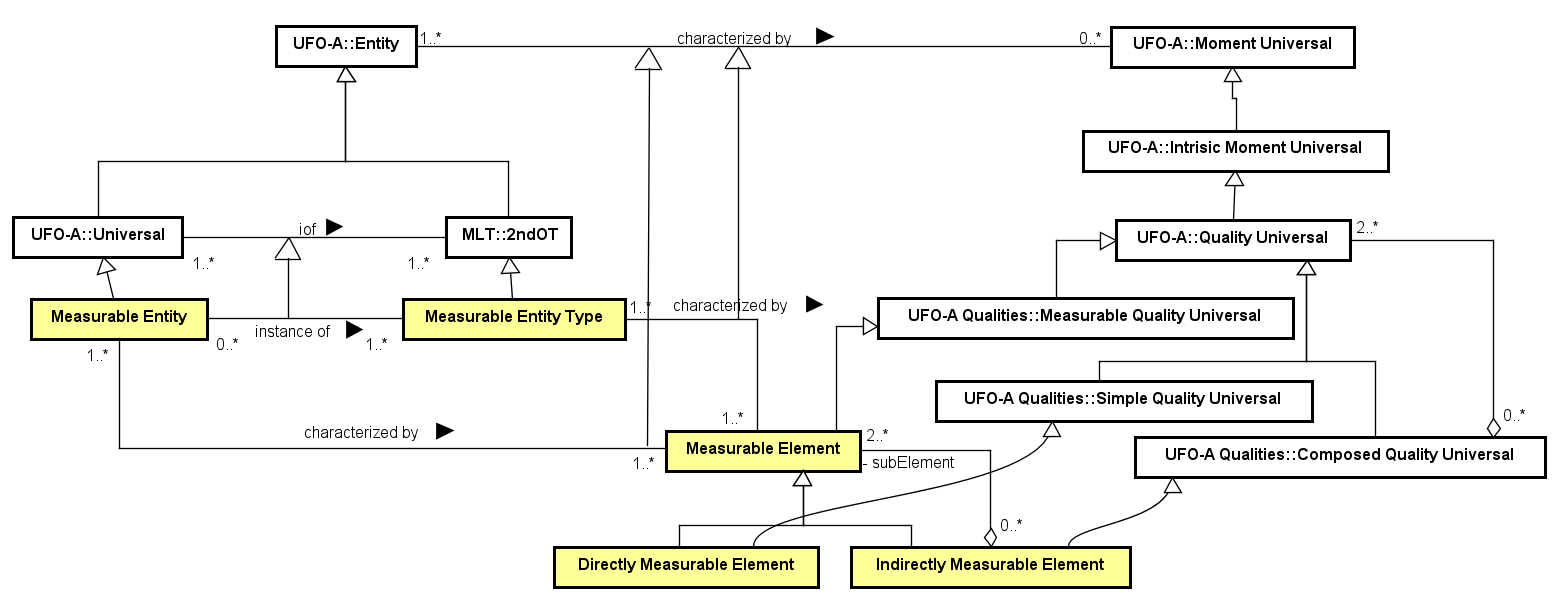 UFO-A::Entity
1..*
characterized by
0..*
UFO-A::Moment Universal
UFO-A::Intrisic Moment Universal
UFO-A::Universal
iof
1..*
1..*
MLT::2ndOT
UFO-A::Quality Universal
2..*
Measurable Entity
instance of
0..*
1..*
Measurable Entity Type
1..*
characterized by
UFO-A Qualities::Measurable Quality Universal
1..*
UFO-A Qualities::Simple Quality Universal
0..*
characterized by
1..*
1..*
Measurable Element
2..*
- subElement
UFO-A Qualities::Composed Quality Universal
0..*
Directly Measurable Element
Indirectly Measurable Element